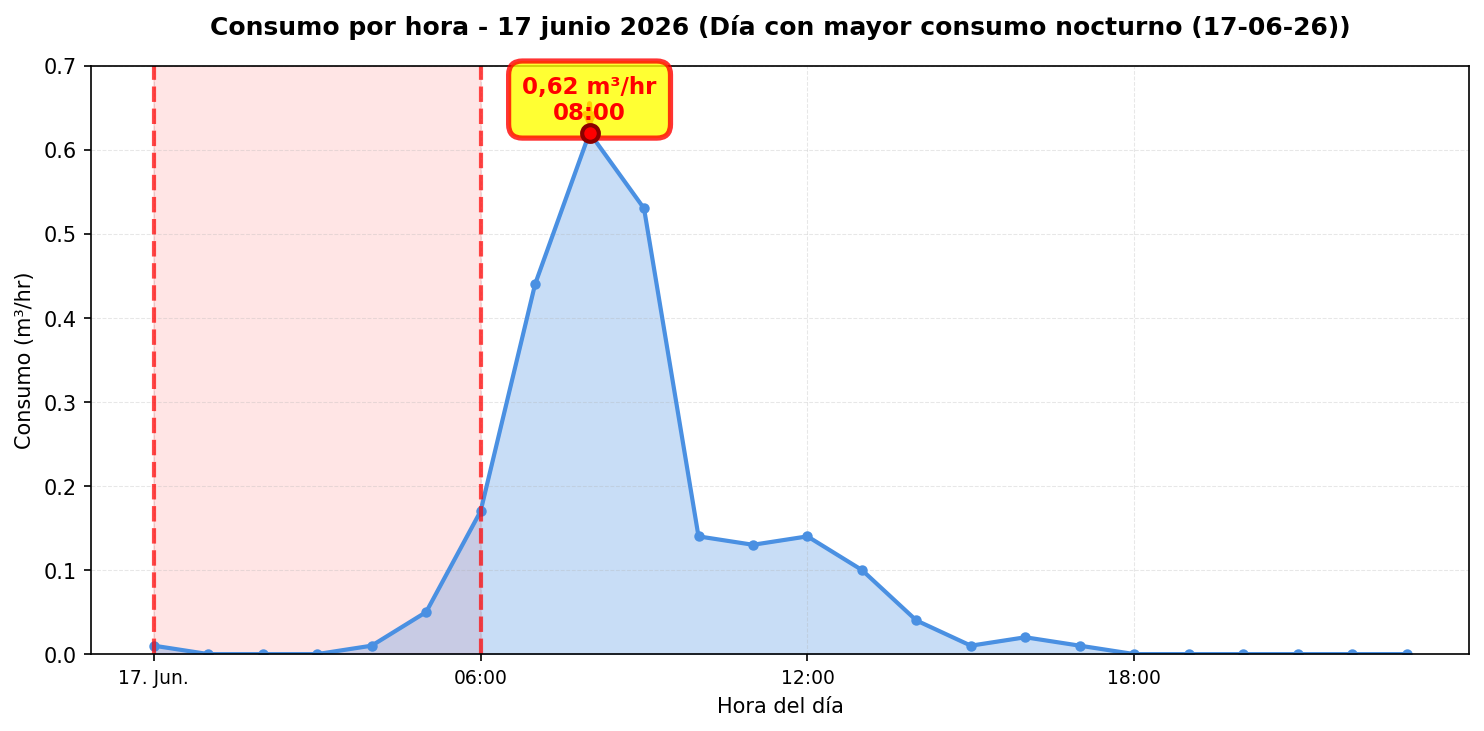 Consumo por hora - 17 junio 2026 (Día con mayor consumo nocturno (17-06-26))
0,62 m³/hr
08:00
Consumo (m³/hr)
0.7
0.6
0.5
0.4
0.3
0.2
0.1
0.0
17. Jun.
06:00
12:00
18:00
Hora del día